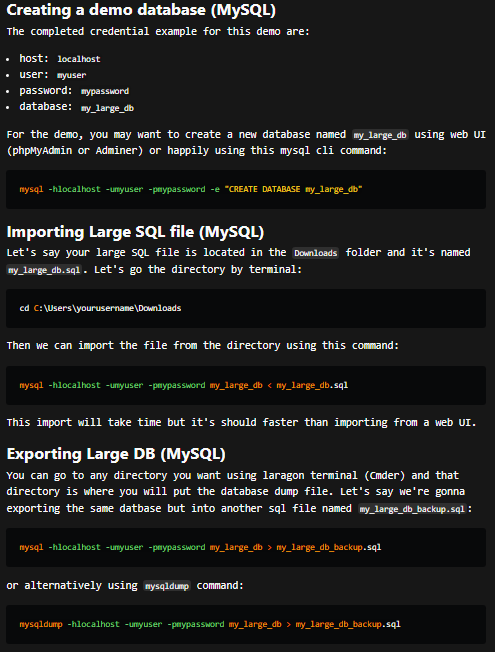 Creating a demo database (MySQL)
The completed credential example for this demo are:
• host: localhost
• user: myuser
• password: mypassword
• database: my_large_db
For the demo, you may want to create a new database named my_large_db using web UI
(phpMyAdmin or Adminer) or happily using this mysql cli command:
mysql -hlocalhost -umyuser -pmypassword -e "CREATE DATABASE my_large_db"
Importing Large SQL file (MySQL)
Let's say your large SQL file is located in the Downloads folder and it's named
my_large_db.sql. Let's go the directory by terminal:
cd C:\Users\yourusername\Downloads
Then we can import the file from the directory using this command:
mysql -hlocalhost -umyuser -pmypassword my_large_db < my_large_db.sql
This import will take time but it's should faster than importing from a web UI.
Exporting Large DB (MySQL)
You can go to any directory you want using laragon terminal (Cmder) and that
directory is where you will put the database dump file. Let's say we're gonna
exporting the same datbase but into another sql file named my_large_db_backup.sql:
mysql -hlocalhost -umyuser -pmypassword my_large_db > my_large_db_backup.sql
or alternatively using mysqldump command:
mysqldump -hlocalhost -umyuser -pmypassword my_large_db > my_large_db_backup.sql